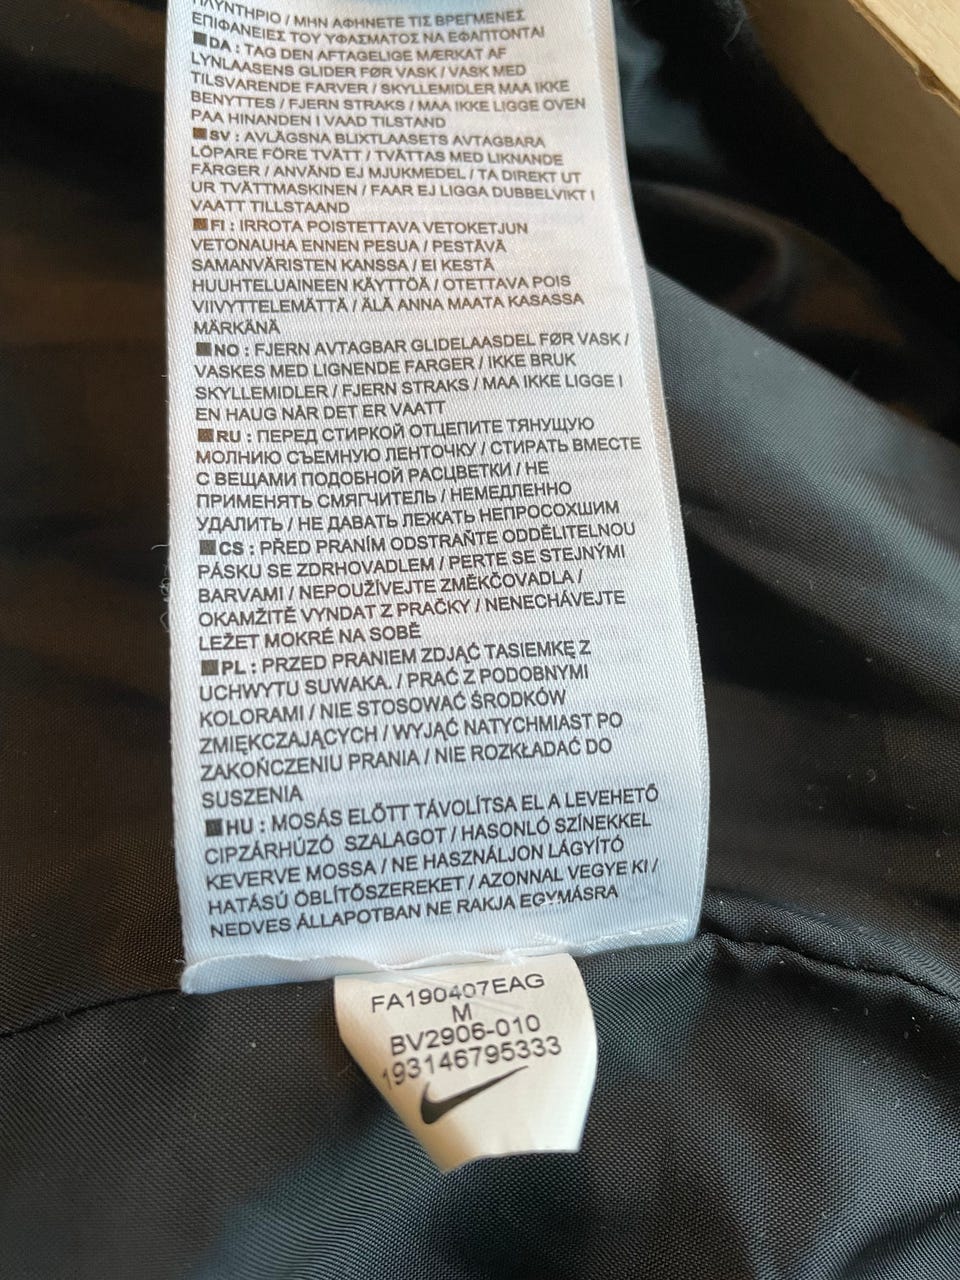 ΠΛΥΝΤΗΡΙΟ / ΜΗΝ ΑΦΗΝΕΤΕ ΤΙΣ ΒΡΕΓΜΕΝΕΣ
ΕΠΙΦΑΝΕΙΕΣ ΤΟΥ ΥΦΑΣΜΑΤΟΣ ΝΑ ΕΦΑΠΤΟΝΤΑΙ
DA : TAG DEN AFTAGELIGE MÆRKAT AF
LYNLAASENS GLIDER FØR VASK / VASK MED
TILSVARENDE FARVER / SKYLLEMIDLER MAA IKKE
BENYTTES / FJERN STRAKS / MAA IKKE LIGGE OVEN
PAA HINANDEN I VAAD TILSTAND
SV : AVLÄGSNA BLIXTLAASETS AVTAGBARA
LÖPARE FÖRE TVÄTT / TVÄTTAS MED LIKNANDE
FÄRGER / ANVÄND EJ MJUKMEDEL / TA DIREKT UT
UR TVÄTTMASKINEN / FAAR EJ LIGGA DUBBELVIKT I
VAATT TILLSTAAND
FI : IRROTA POISTETTAVA VETOKETJUN
VETONAUHA ENNEN PESUA / PESTÄVÄ
SAMANVÄRISTEN KANSSA / EI KESTÄ
HUUHTELUAINEEN KÄYTTÖÄ / OTETTAVA POIS
VIIVYTTELEMÄTTÄ / ÄLÄ ANNA MAATA KASASSA
MÄRKÄNÄ
NO : FJERN AVTAGBAR GLIDELAASDEL FØR VASK /
VASKES MED LIGNENDE FARGER / IKKE BRUK
SKYLLEMIDLER / FJERN STRAKS / MAA IKKE LIGGE I
EN HAUG NÅR DET ER VAATT
RU : ПЕРЕД СТИРКОЙ ОТЦЕПИТЕ ТЯНУЩУЮ
МОЛНИЮ СЪЕМНУЮ ЛЕНТОЧКУ / СТИРАТЬ ВМЕСТЕ
С ВЕЩАМИ ПОДОБНОЙ РАСЦВЕТКИ / НЕ
ПРИМЕНЯТЬ СМЯГЧИТЕЛЬ / НЕМЕДЛЕННО
УДАЛИТЬ / НЕ ДАВАТЬ ЛЕЖАТЬ НЕПРОСОХШИМ
CS : PŘED PRANÍM ODSTRAŇTE ODDĚLITELNOU
PÁSKU SE ZDRHOVADLEM / PERTE SE STEJNÝMI
BARVAMI / NEPOUŽÍVEJTE ZMĚKČOVADLA /
OKAMŽITĚ VYNDAT Z PRAČKY / NENECHÁVEJTE
LEŽET MOKRÉ NA SOBĚ
PL : PRZED PRANIEM ZDJĄĆ TASIEMKĘ Z
UCHWYTU SUWAKA. / PRAĆ Z PODOBNYMI
KOLORAMI / NIE STOSOWAĆ ŚRODKÓW
ZMIĘKCZAJĄCYCH / WYJĄĆ NATYCHMIAST PO
ZAKOŃCZENIU PRANIA / NIE ROZKŁADAĆ DO
SUSZENIA
HU : MOSÁS ELŐTT TÁVOLÍTSA EL A LEVEHETŐ
CIPZÁRHÚZÓ SZALAGOT / HASONLÓ SZÍNEKKEL
KEVERVE MOSSA / NE HASZNÁLJON LÁGYÍTÓ
HATÁSÚ ÖBLÍTŐSZEREKET / AZONNAL VEGYE KI /
NEDVES ÁLLAPOTBAN NE RAKJA EGYMÁSRA
FA190407EAG
M
BV2906-010
193146795333